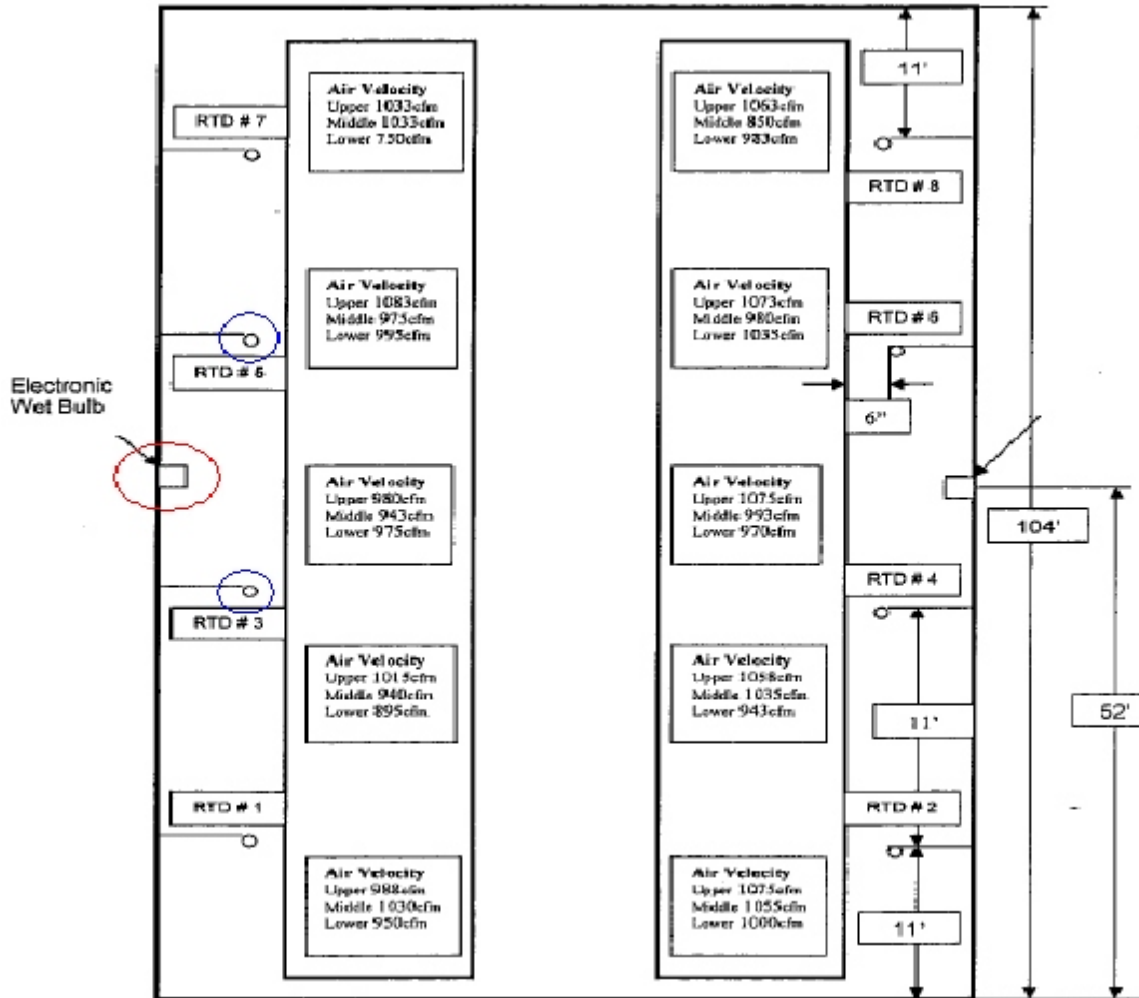 11'
RTD # 7
Air Velocity
Upper 1033cfm
Middle 1033cfm
Lower 750cfm
Air Velocity
Upper 1063cfm
Middle 850cfm
Lower 983cfm
RTD # 8
Air Velocity
Upper 1083cfm
Middle 975cfm
Lower 995cfm
Air Velocity
Upper 1073cfm
Middle 980cfm
Lower 1035cfm
RTD # 6
RTD # 5
Electronic
Wet Bulb
6"
Air Velocity
Upper 980cfm
Middle 943cfm
Lower 975cfm
Air Velocity
Upper 1075cfm
Middle 993cfm
Lower 970cfm
104'
RTD # 4
RTD # 3
Air Velocity
Upper 1015cfm
Middle 940cfm
Lower 895cfm
Air Velocity
Upper 1058cfm
Middle 1035cfm
Lower 943cfm
11'
52'
RTD # 1
RTD # 2
Air Velocity
Upper 988cfm
Middle 1030cfm
Lower 950cfm
Air Velocity
Upper 1075cfm
Middle 1055cfm
Lower 1000cfm
11'